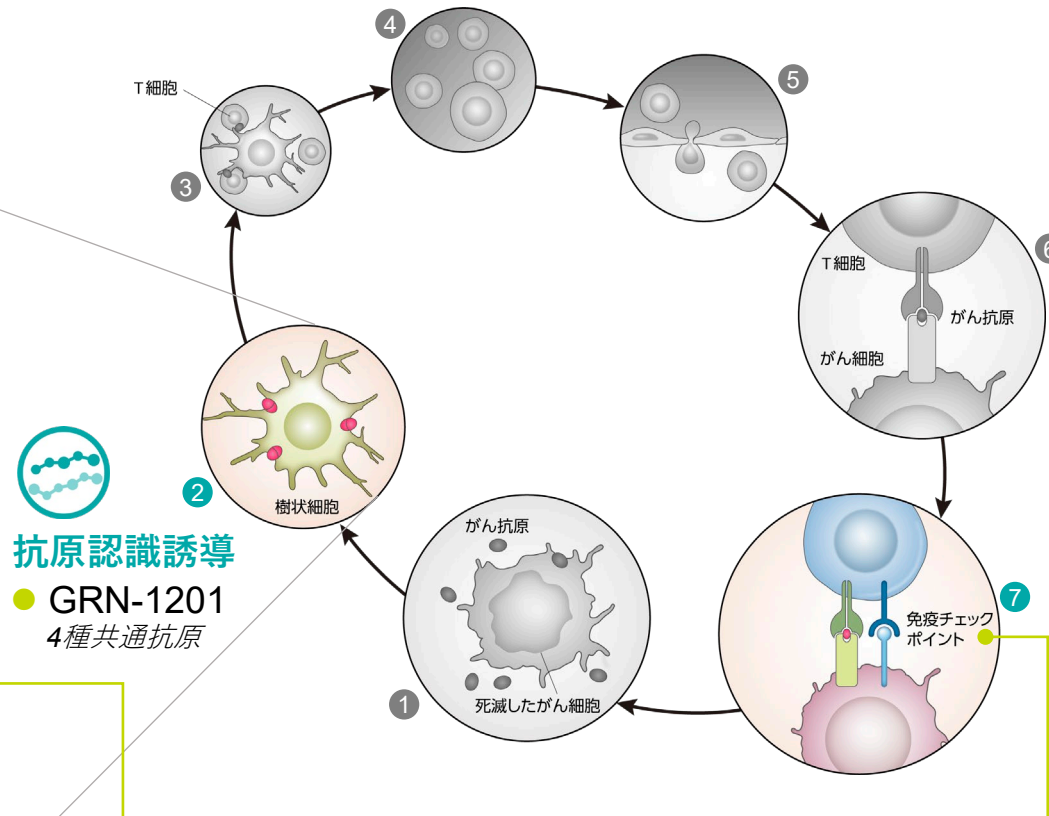 4
5
T細胞
3
6
T細胞
がん抗原
がん細胞
2
樹状細胞
抗原認識誘導
GRN-1201
4種共通抗原
がん抗原
7
免疫チェック
ポイント
1
死滅したがん細胞